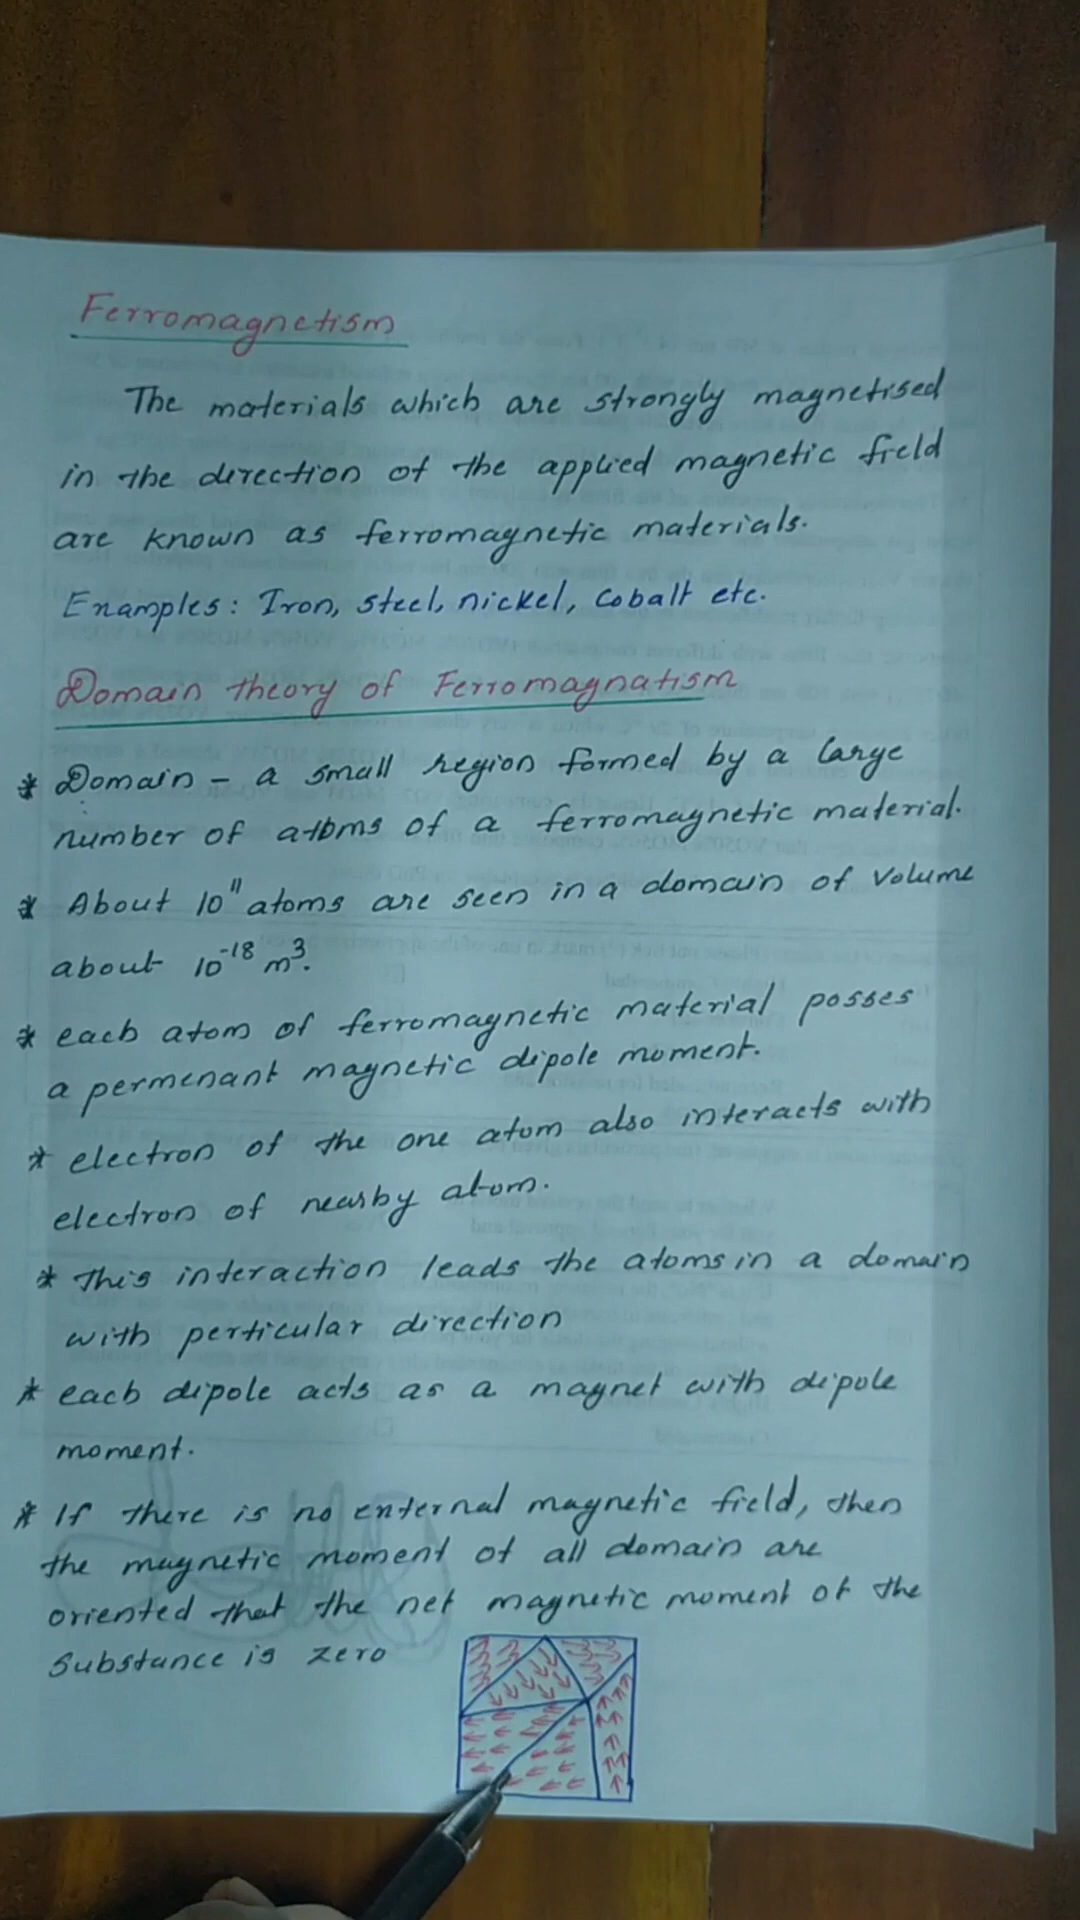 Ferromagnetism
The materials which are strongly magnetised
in the direction of the applied magnetic field
are known as ferromagnetic materials.
Examples: Iron, steel, nickel, cobalt etc.
Domain theory of Ferromagnatism
* Domain - a small region formed by a large
number of atoms of a ferromagnetic material.
* About 10¹¹ atoms are seen in a domain of volume
about 10⁻¹⁸ m³.
* each atom of ferromagnetic material posses
a permenant magnetic dipole moment.
* electron of the one atom also interacts with
electron of nearby atom.
* This interaction leads the atoms in a domain
with perticular direction
* each dipole acts as a magnet with dipole
moment.
* If there is no external magnetic field, then
the magnetic moment of all domain are
oriented that the net magnetic moment of the
substance is zero